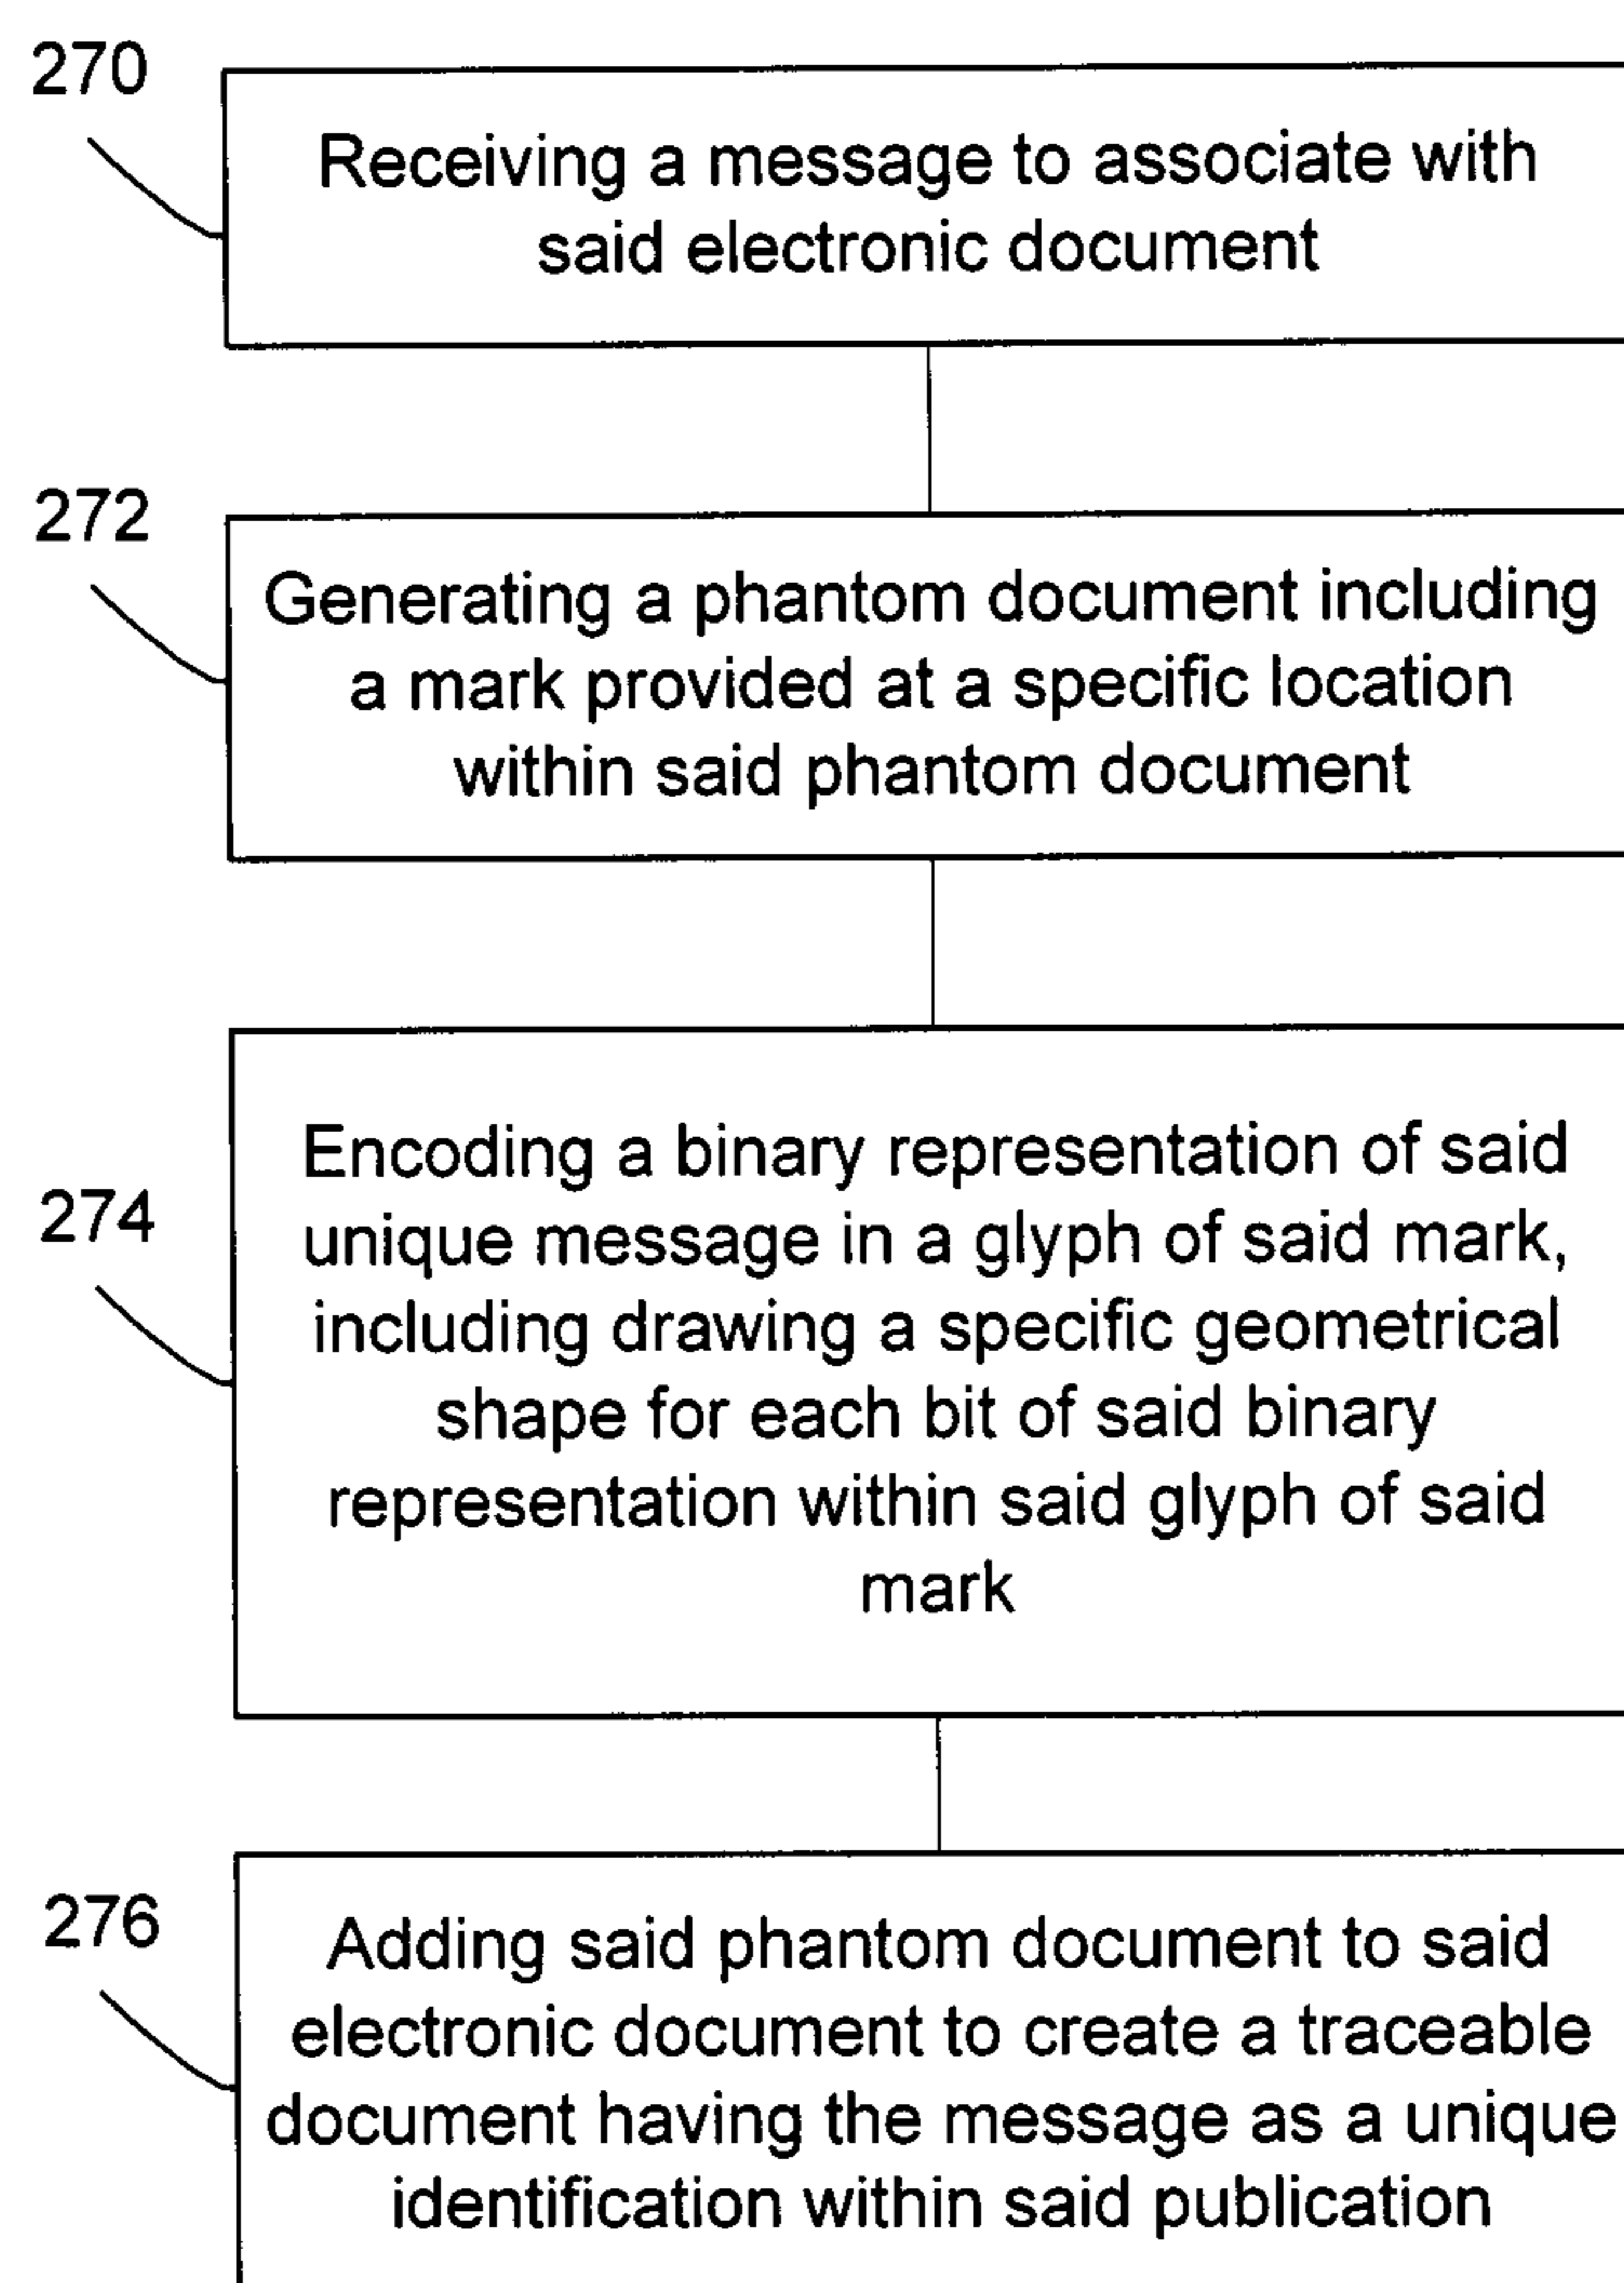 270
Receiving a message to associate with
said electronic document
272
Generating a phantom document including
a mark provided at a specific location
within said phantom document
274
Encoding a binary representation of said
unique message in a glyph of said mark,
including drawing a specific geometrical
shape for each bit of said binary
representation within said glyph of said
mark
276
Adding said phantom document to said
electronic document to create a traceable
document having the message as a unique
identification within said publication